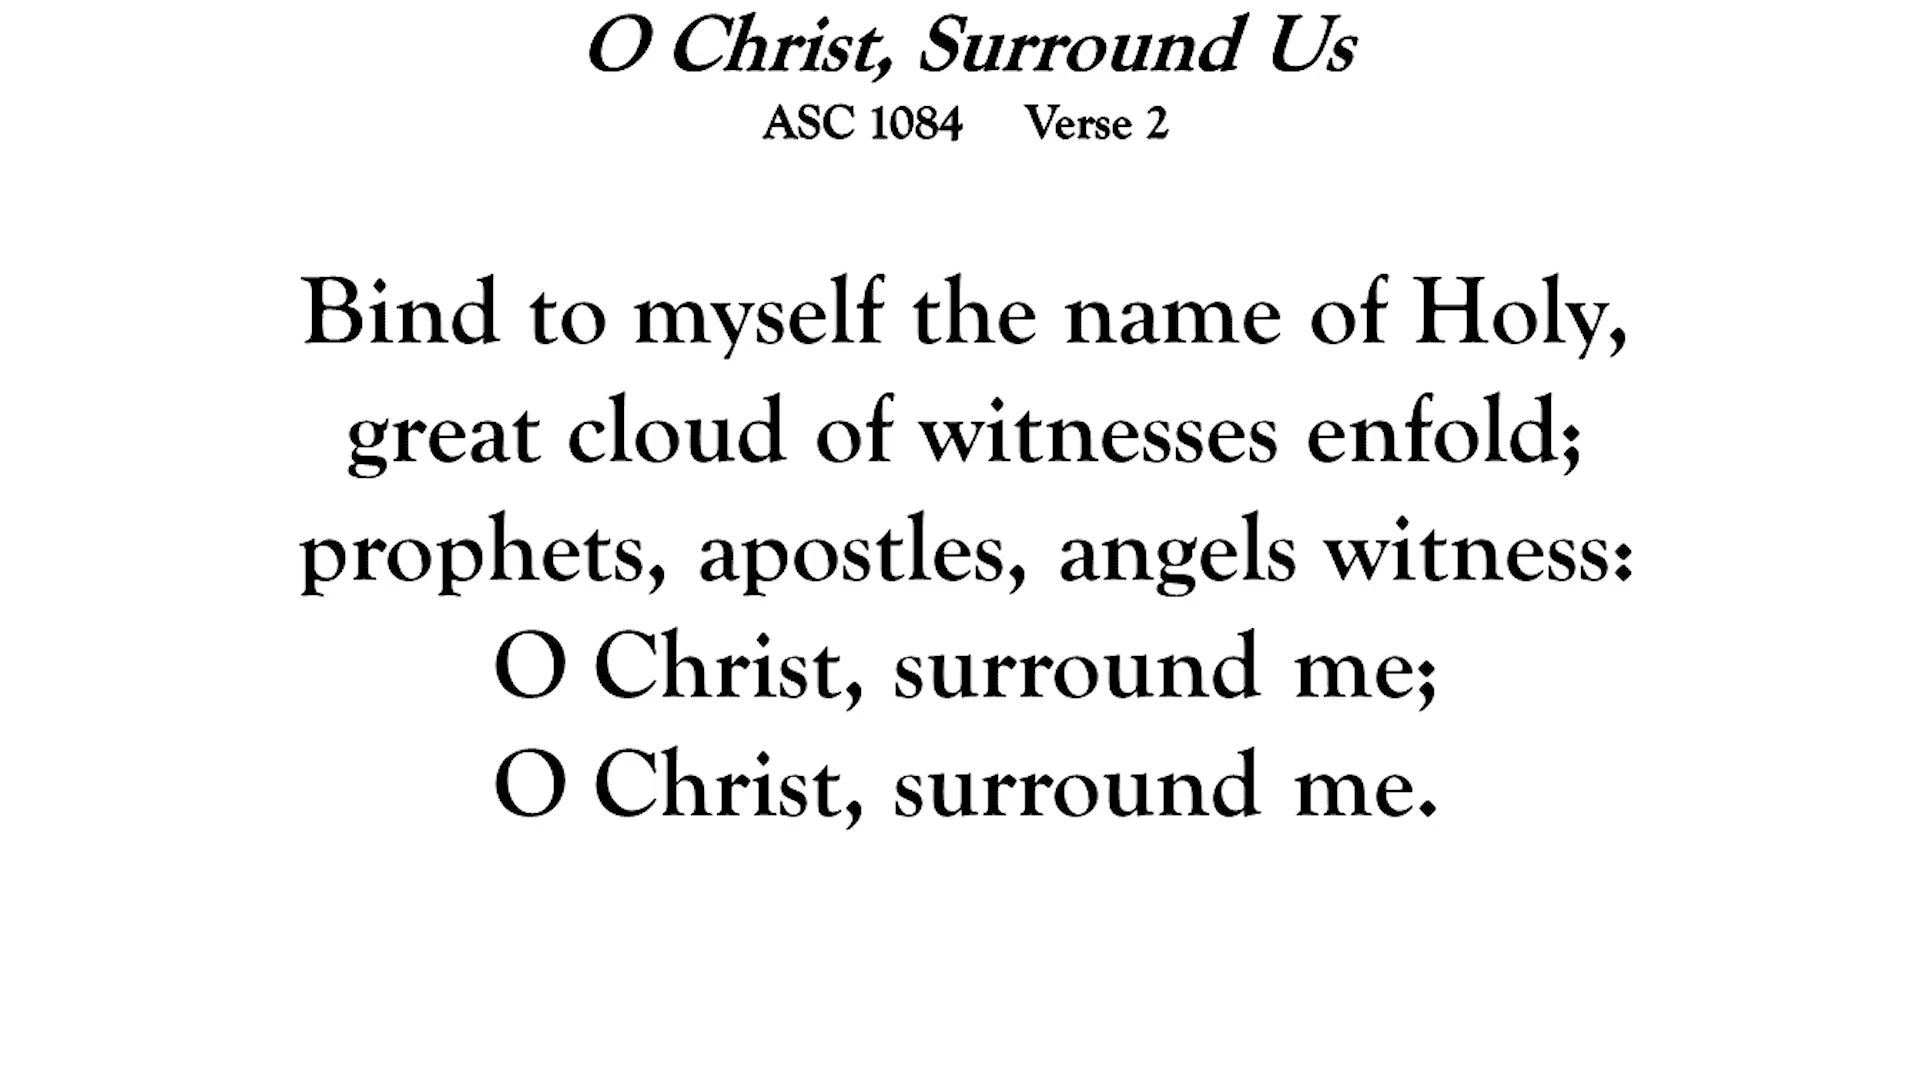 O Christ, Surround Us
ASC 1084 Verse 2
Bind to myself the name of Holy,
great cloud of witnesses enfold;
prophets, apostles, angels witness:
O Christ, surround me;
O Christ, surround me.